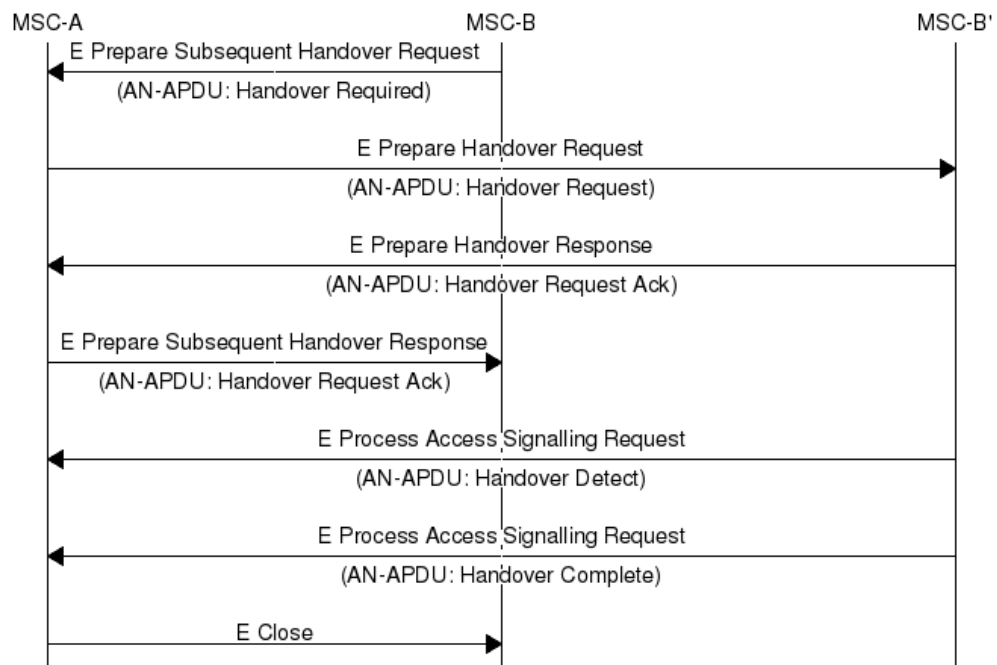 MSC-A MSC-B MSC-B'
E Prepare Subsequent Handover Request
(AN-APDU: Handover Required)
E Prepare Handover Request
(AN-APDU: Handover Request)
E Prepare Handover Response
(AN-APDU: Handover Request Ack)
E Prepare Subsequent Handover Response
(AN-APDU: Handover Request Ack)
E Process Access Signalling Request
(AN-APDU: Handover Detect)
E Process Access Signalling Request
(AN-APDU: Handover Complete)
E Close